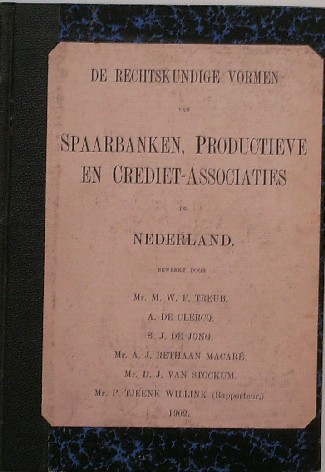 DE RECHTSKUNDIGE VORMEN
VAN
SPAARBANKEN, PRODUCTIEVE
EN CREDIET-ASSOCIATIES
IN
NEDERLAND.
BEWERKT DOOR
Mr. M. W. F. TREUB.
A. DE CLERCQ.
S. J. DE JONG.
Mr. A. J. RETHAAN MACARÉ.
Mr. D. J. VAN STOCKUM.
Mr. P. TJEENK WILLINK (Rapporteur.)
1902.